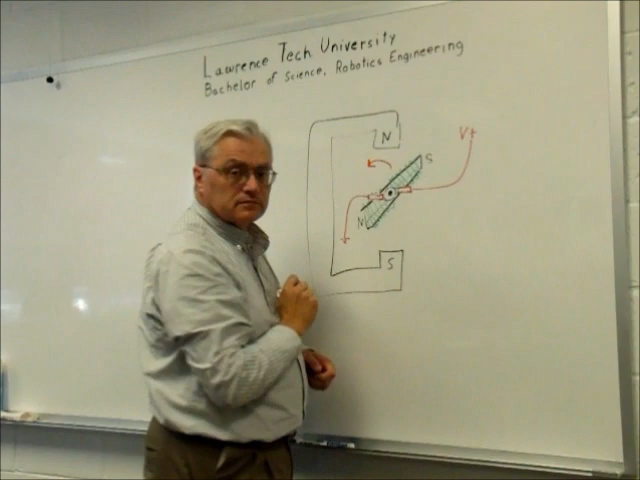 Lawrence Tech University
Bachelor of Science, Robotics Engineering
N
V
S
N
S